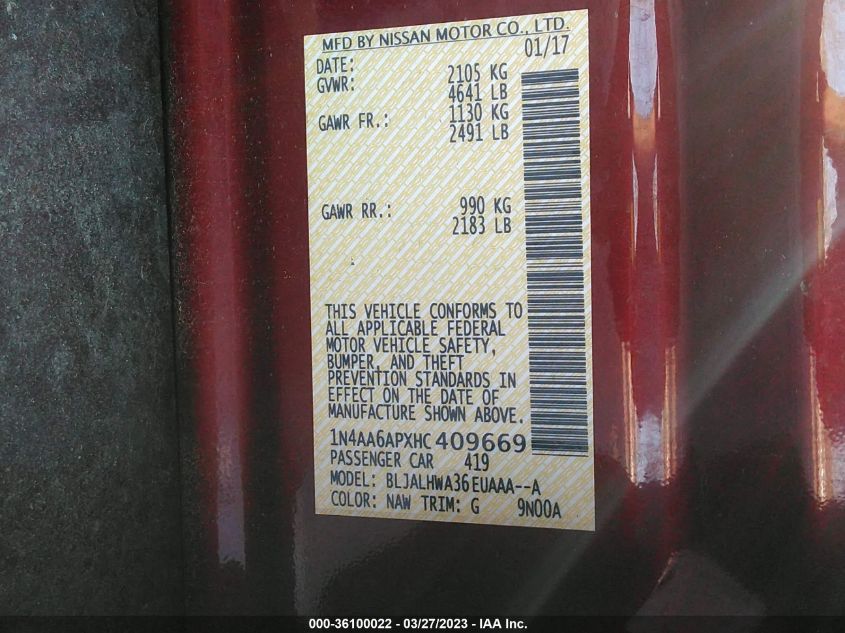 MFD BY NISSAN MOTOR CO., LTD.
DATE: 01/17
GVWR: 2105 KG
4641 LB
GAWR FR.: 1130 KG
2491 LB
GAWR RR.: 990 KG
2183 LB
THIS VEHICLE CONFORMS TO
ALL APPLICABLE FEDERAL
MOTOR VEHICLE SAFETY,
BUMPER, AND THEFT
PREVENTION STANDARDS IN
EFFECT ON THE DATE OF
MANUFACTURE SHOWN ABOVE.
1N4AA6APXHC409669
PASSENGER CAR 419
MODEL: BLJALHWA36EUAAA--A
COLOR: NAW TRIM: G 9N00A
000-36100022 - 03/27/2023 - IAA Inc.